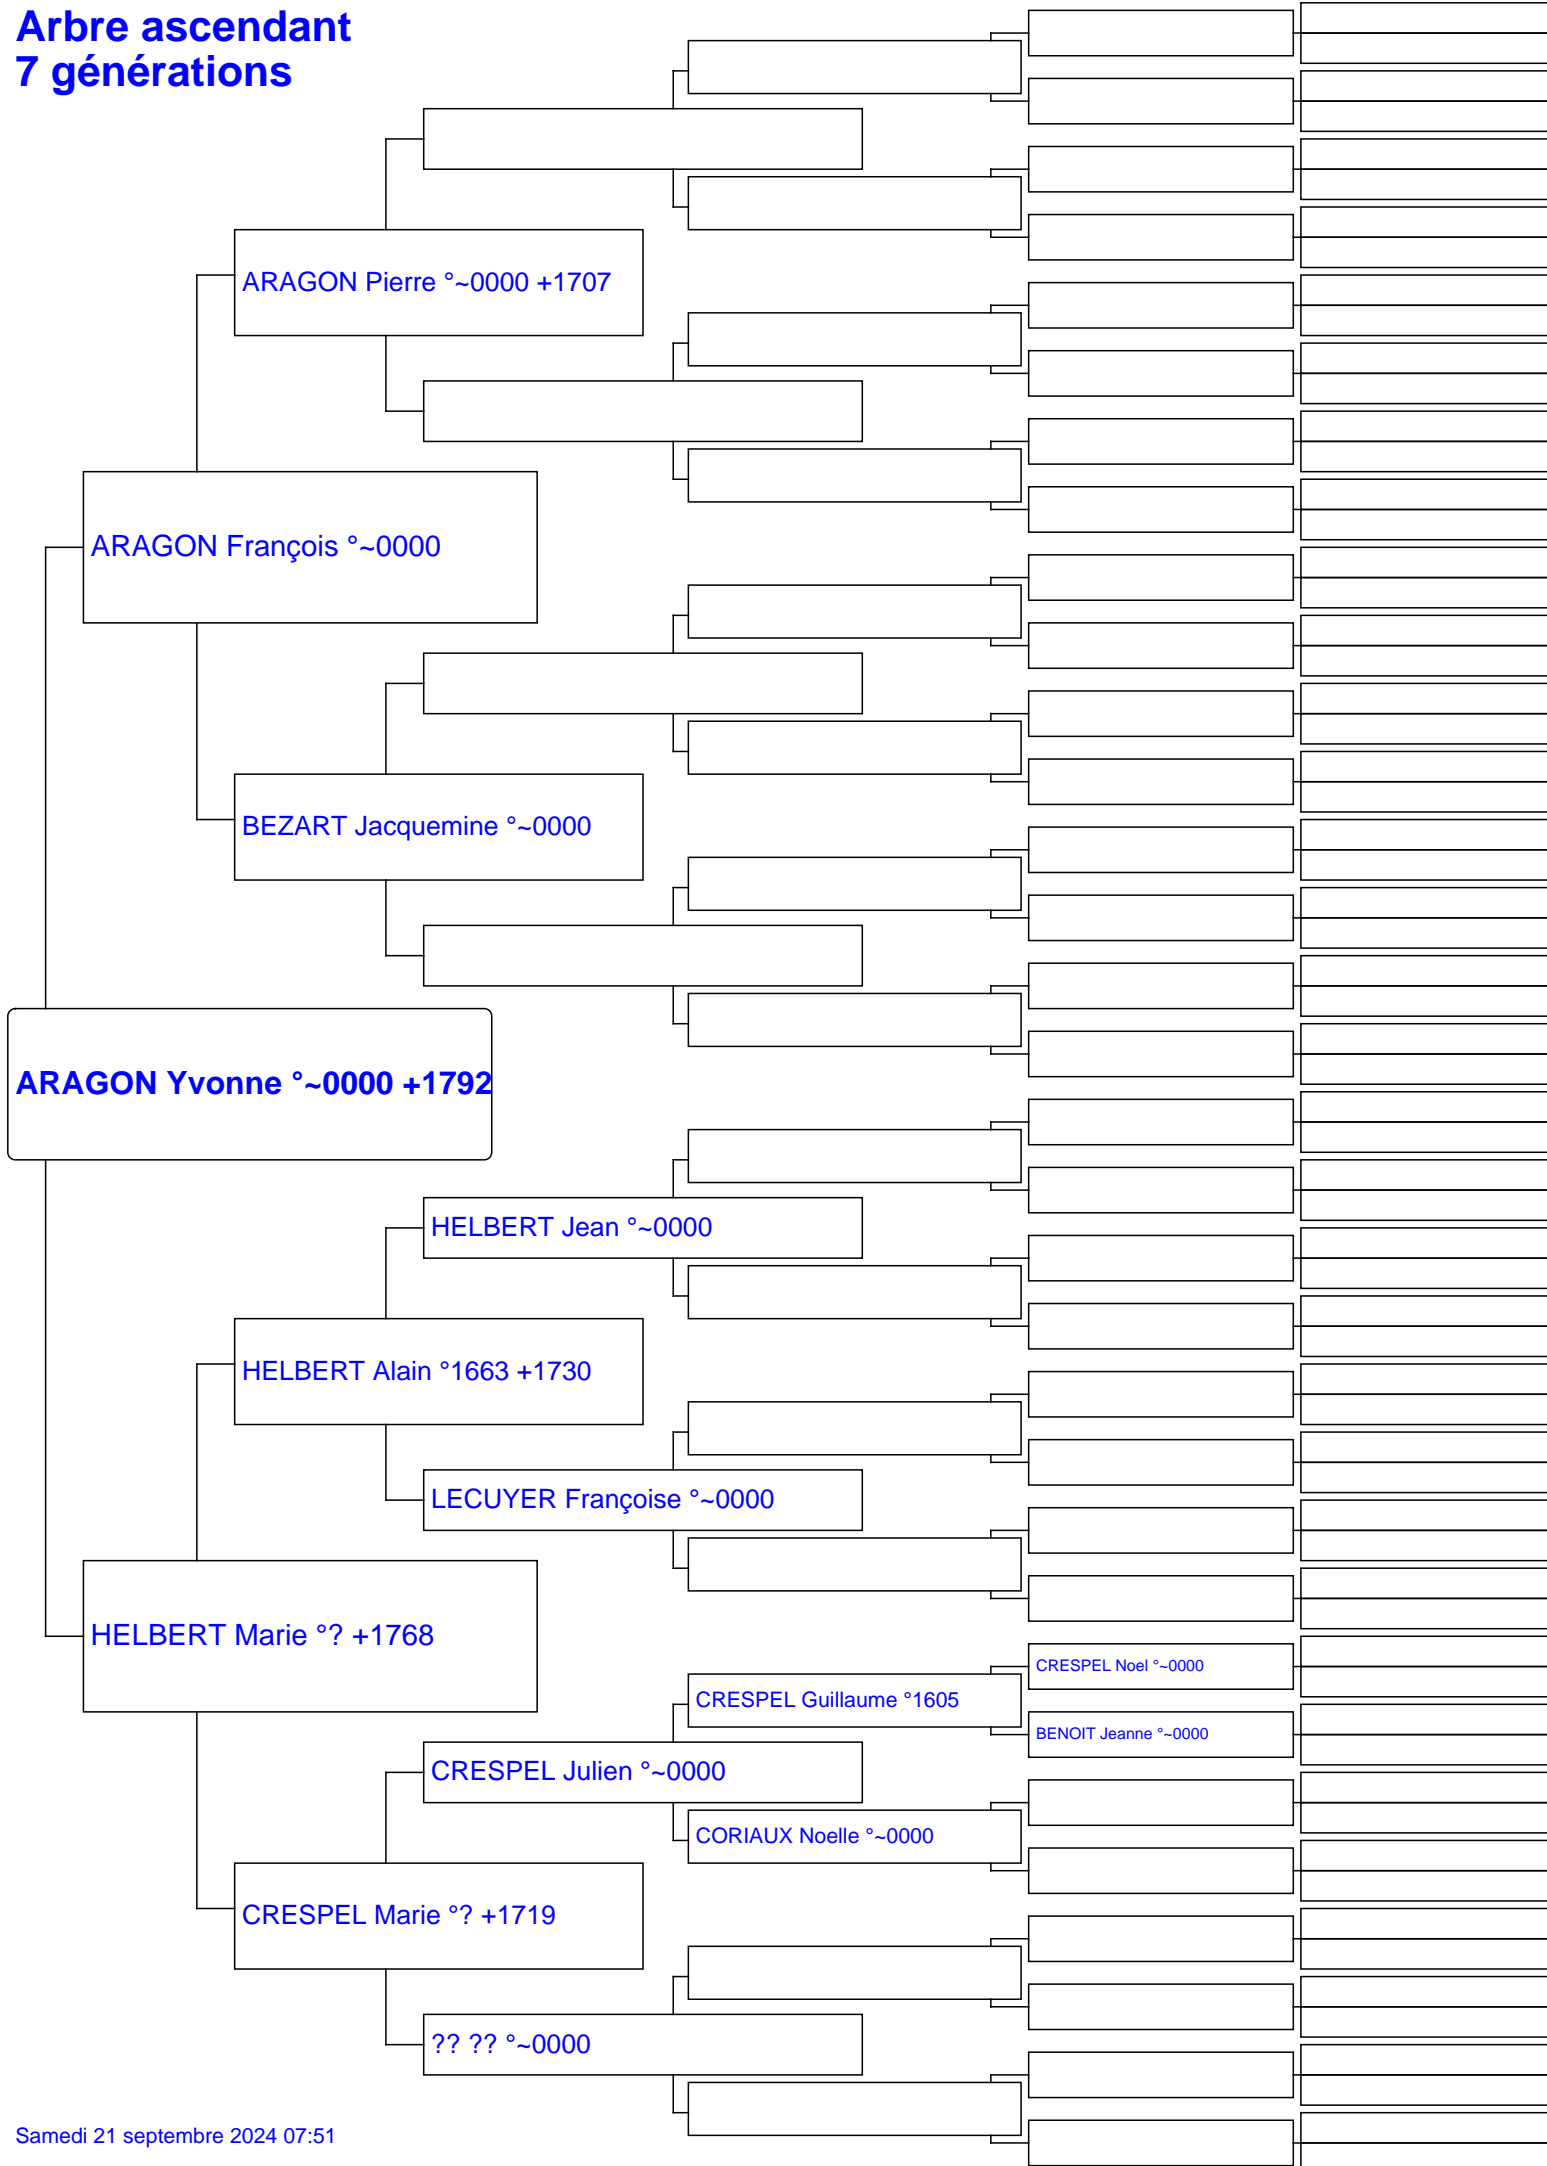 Arbre ascendant
7 générations
ARAGON Pierre °~0000 +1707
ARAGON François °~0000
BEZART Jacquemine °~0000
ARAGON Yvonne °~0000 +1792
HELBERT Jean °~0000
HELBERT Alain °1663 +1730
LECUYER Françoise °~0000
HELBERT Marie °? +1768
CRESPEL Noel °~0000
CRESPEL Guillaume °1605
BENOIT Jeanne °~0000
CRESPEL Julien °~0000
CORIAUX Noelle °~0000
CRESPEL Marie °? +1719
?? ?? °~0000
Samedi 21 septembre 2024 07:51